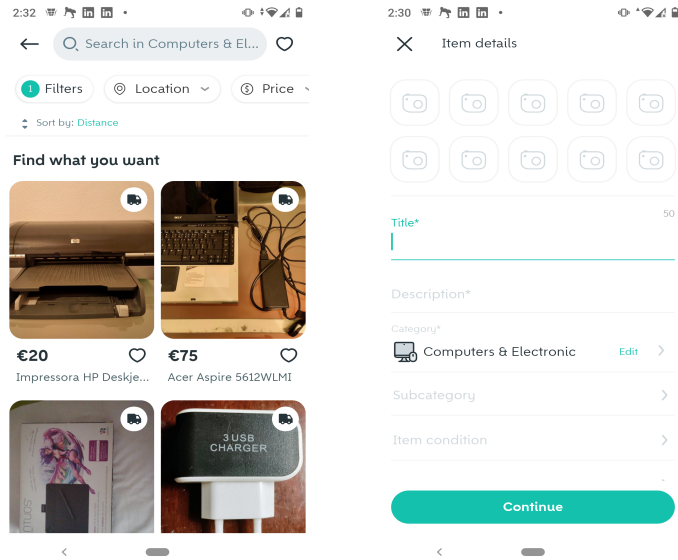 2:32
Search in Computers & El...
1 Filters
Location
Price
Sort by: Distance
Find what you want
€20
Impressora HP Deskje...
€75
Acer Aspire 5612WLMI
3 USB
CHARGER
2:30
Item details
50
Title*
Description*
Category*
Computers & Electronic
Edit
Subcategory
Item condition
Continue